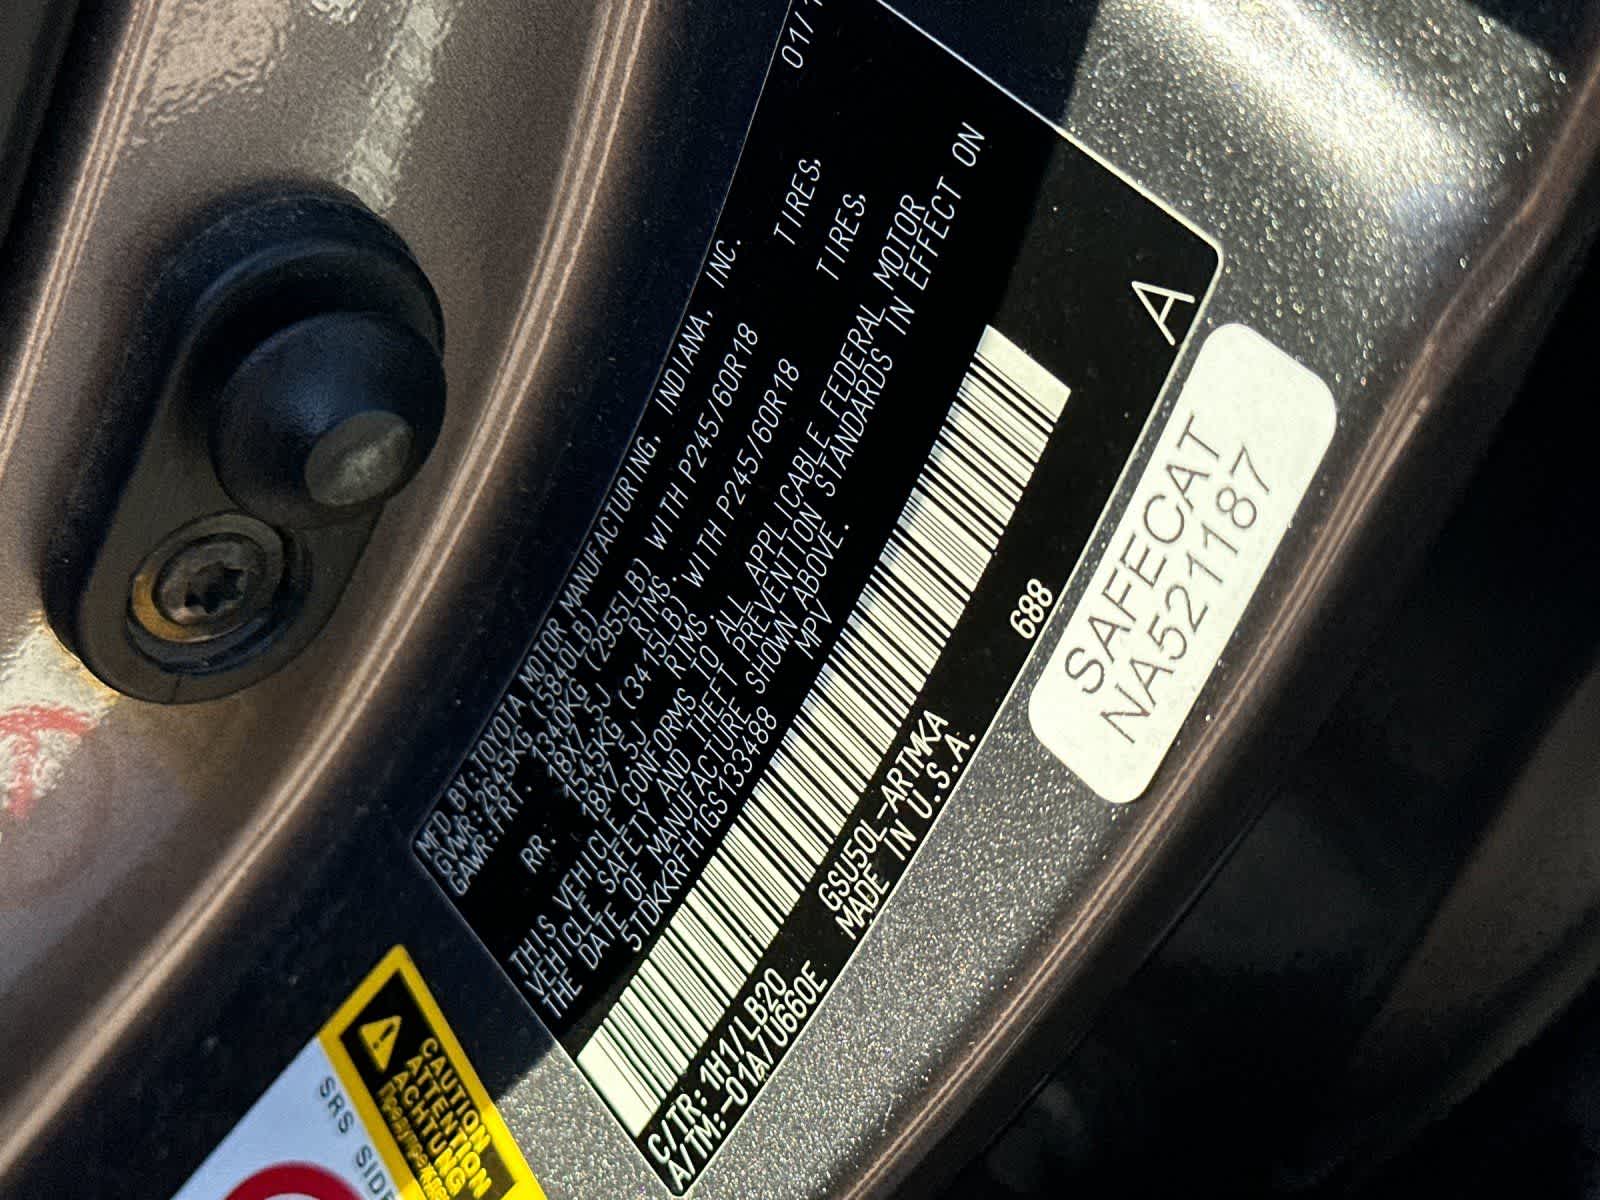 01/1
MFD BY:TOYOTA MOTOR MANUFACTURING, INDIANA, INC.
GVWR:2645KG (5840LB)
GAWR:FRT. 1340KG (2955LB) WITH P245/60R18 TIRES,
18X7.5J RIMS.
RR. 1545KG (3415LB) WITH P245/60R18 TIRES,
18X7.5J RIMS.
THIS VEHICLE CONFORMS TO ALL APPLICABLE FEDERAL MOTOR
VEHICLE SAFETY AND THEFT PREVENTION STANDARDS IN EFFECT ON
THE DATE OF MANUFACTURE SHOWN ABOVE.
5TDKKRFH1GS133488 MPV
C/TR:1H1/LB20 GSU50L-ARTMKA 688
A/TM:-01A/U660E MADE IN U.S.A.
A
SAFECAT
NA521187
CAUTION
ATTENTION
ACHTUNG
SRS SIDE